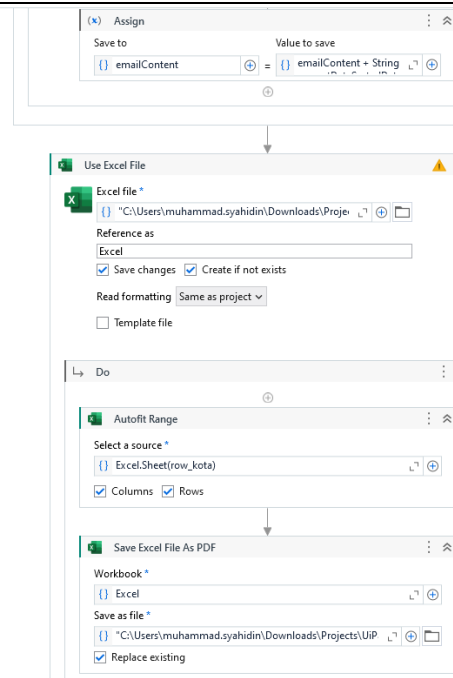 (x) Assign
Save to Value to save
{} emailContent = {} emailContent + String
Use Excel File
Excel file *
{} "C:\Users\muhammad.syahidin\Downloads\Proje
Reference as
Excel
Save changes Create if not exists
Read formatting Same as project
Template file
Do
Autofit Range
Select a source *
{} Excel.Sheet(row_kota)
Columns Rows
Save Excel File As PDF
Workbook *
{} Excel
Save as file *
{} "C:\Users\muhammad.syahidin\Downloads\Projects\UiP
Replace existing